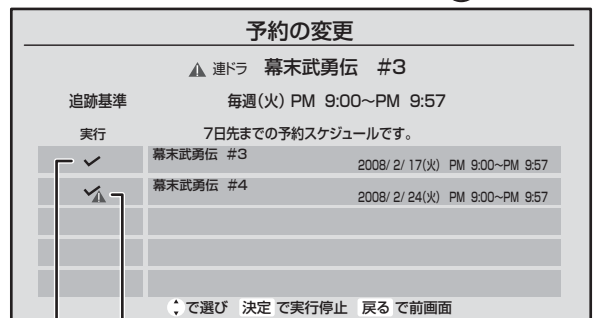 予約の変更
連ドラ 幕末武勇伝 #3
追跡基準 毎週(火) PM 9:00~PM 9:57
実行 7日先までの予約スケジュールです。
幕末武勇伝 #3 2008/ 2/ 17(火) PM 9:00~PM 9:57
幕末武勇伝 #4 2008/ 2/ 24(火) PM 9:00~PM 9:57
で選び 決定 で実行停止 戻る で前画面